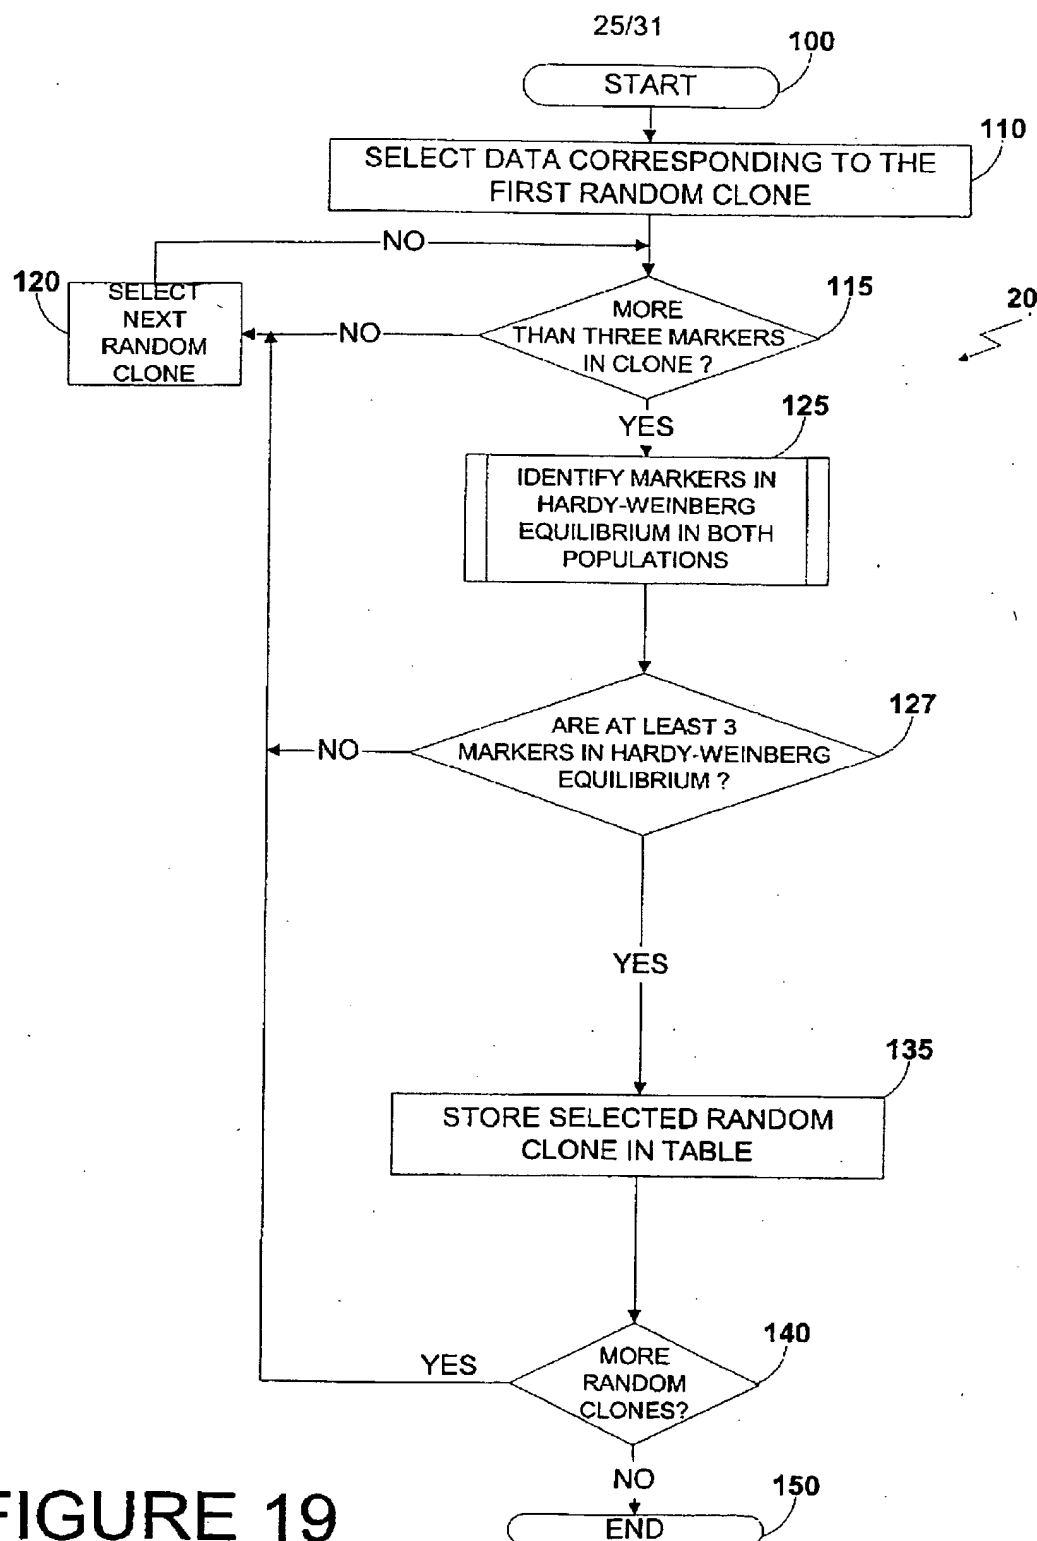 25/31
100
START
110
SELECT DATA CORRESPONDING TO THE
FIRST RANDOM CLONE
NO
120
SELECT
NEXT
RANDOM
CLONE
NO
MORE
THAN THREE MARKERS
IN CLONE ?
115
20
YES
125
IDENTIFY MARKERS IN
HARDY-WEINBERG
EQUILIBRIUM IN BOTH
POPULATIONS
127
ARE AT LEAST 3
MARKERS IN HARDY-WEINBERG
EQUILIBRIUM ?
NO
YES
135
STORE SELECTED RANDOM
CLONE IN TABLE
140
MORE
RANDOM
CLONES?
YES
NO
150
END
FIGURE 19